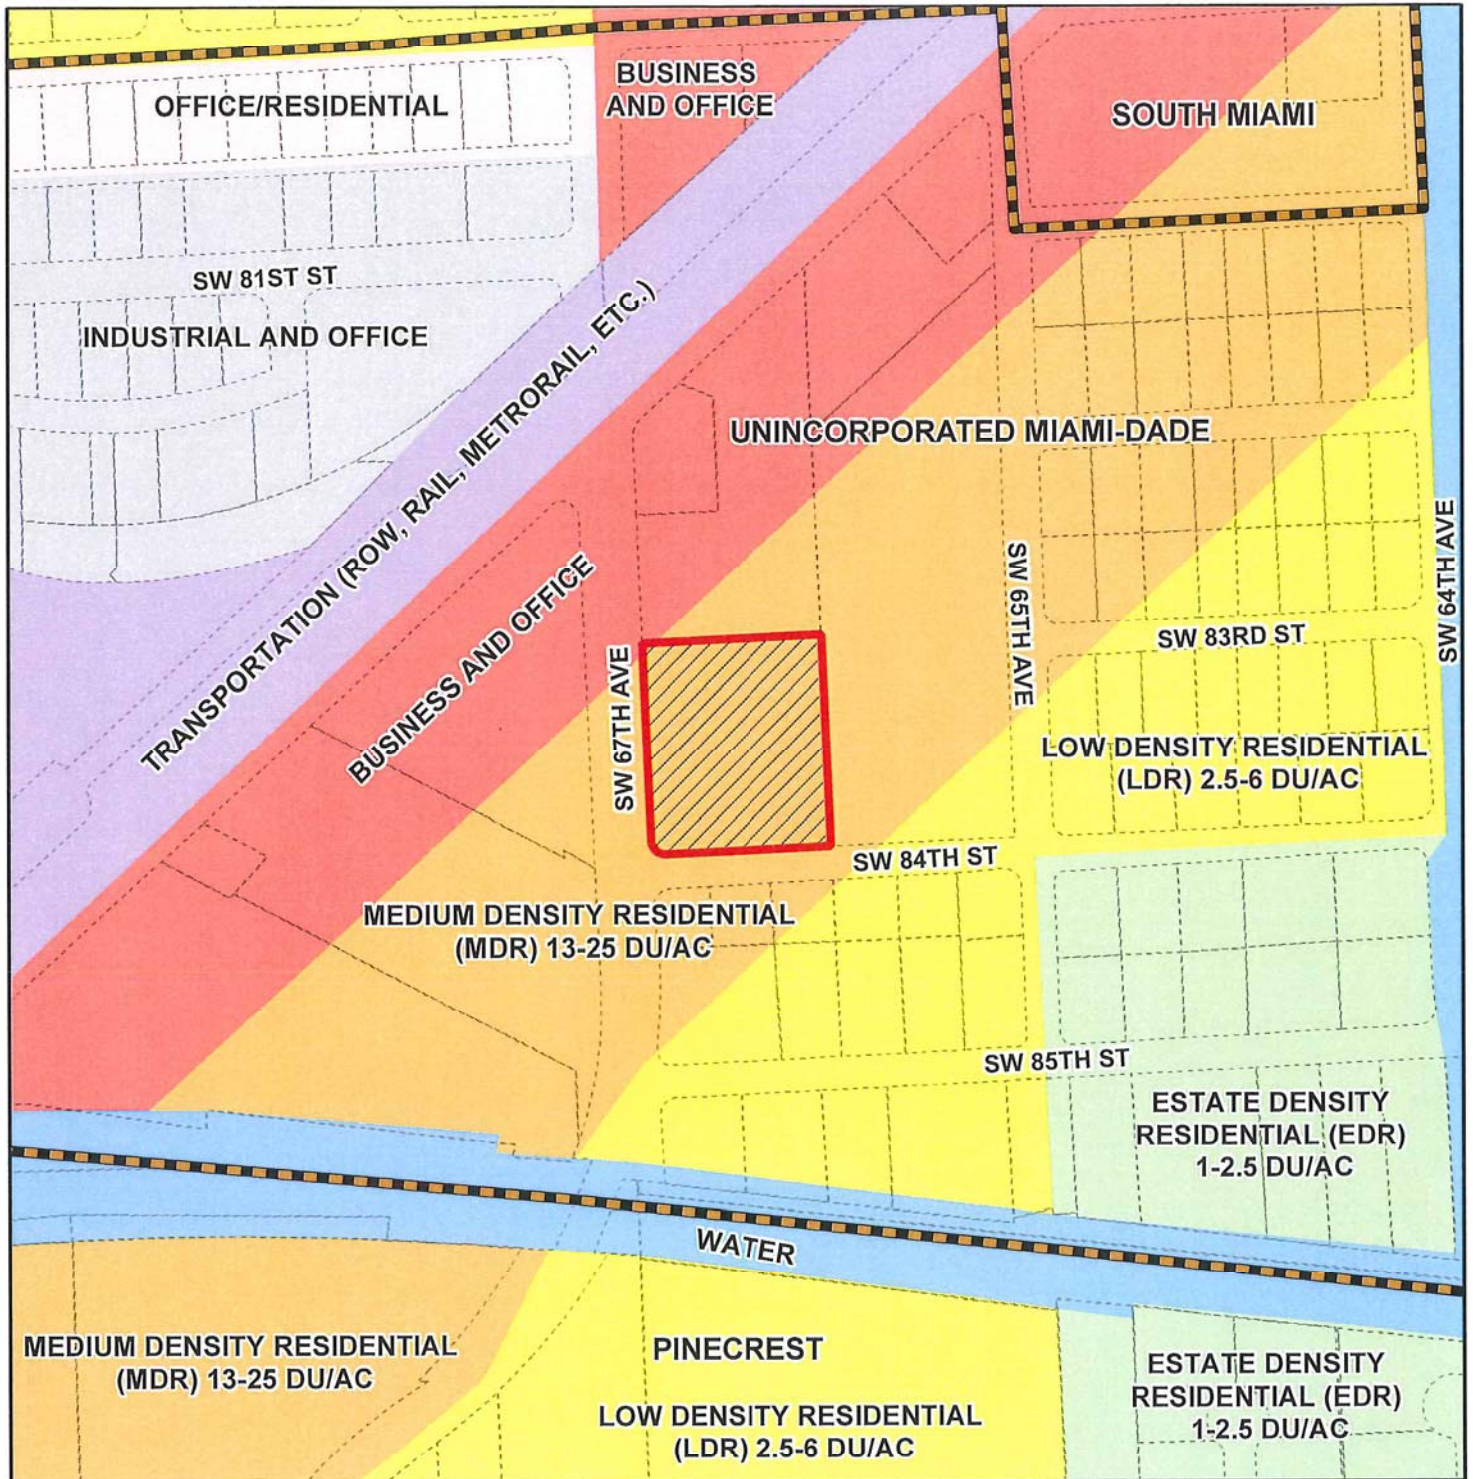 OFFICE/RESIDENTIAL
BUSINESS
AND OFFICE
SOUTH MIAMI
SW 81ST ST
INDUSTRIAL AND OFFICE
TRANSPORTATION (ROW, RAIL, METRORAIL, ETC.)
UNINCORPORATED MIAMI-DADE
BUSINESS AND OFFICE
SW 67TH AVE
SW 65TH AVE
SW 64TH AVE
SW 83RD ST
LOW DENSITY RESIDENTIAL
(LDR) 2.5-6 DU/AC
SW 84TH ST
MEDIUM DENSITY RESIDENTIAL
(MDR) 13-25 DU/AC
SW 85TH ST
ESTATE DENSITY
RESIDENTIAL (EDR)
1-2.5 DU/AC
WATER
MEDIUM DENSITY RESIDENTIAL
(MDR) 13-25 DU/AC
PINECREST
LOW DENSITY RESIDENTIAL
(LDR) 2.5-6 DU/AC
ESTATE DENSITY
RESIDENTIAL (EDR)
1-2.5 DU/AC